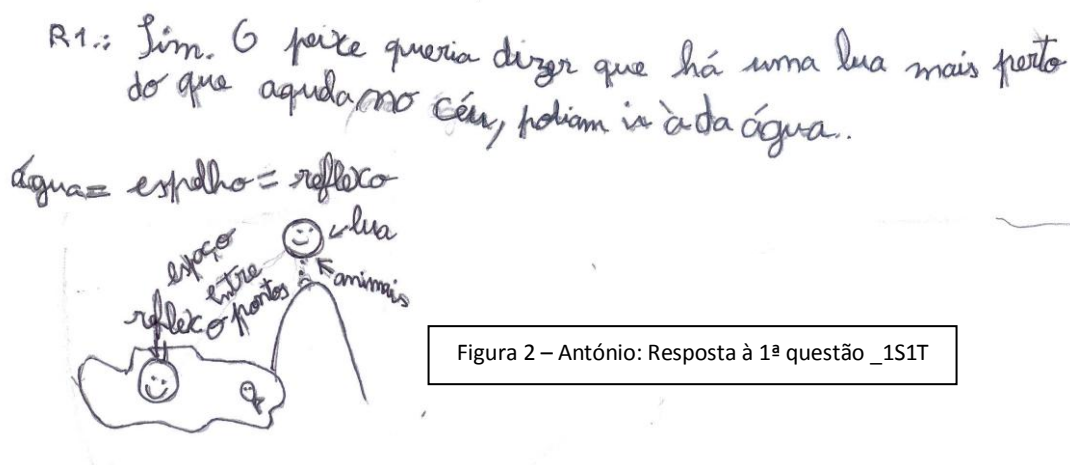 R1.: Sim. O peixe queria dizer que há uma lua mais perto
do que aquela no céu, podiam ir à da água..
água = espelho = reflexo
lua
espaço
entre
pontos
animais
reflexo
Figura 2 – António: Resposta à 1ª questão _1S1T